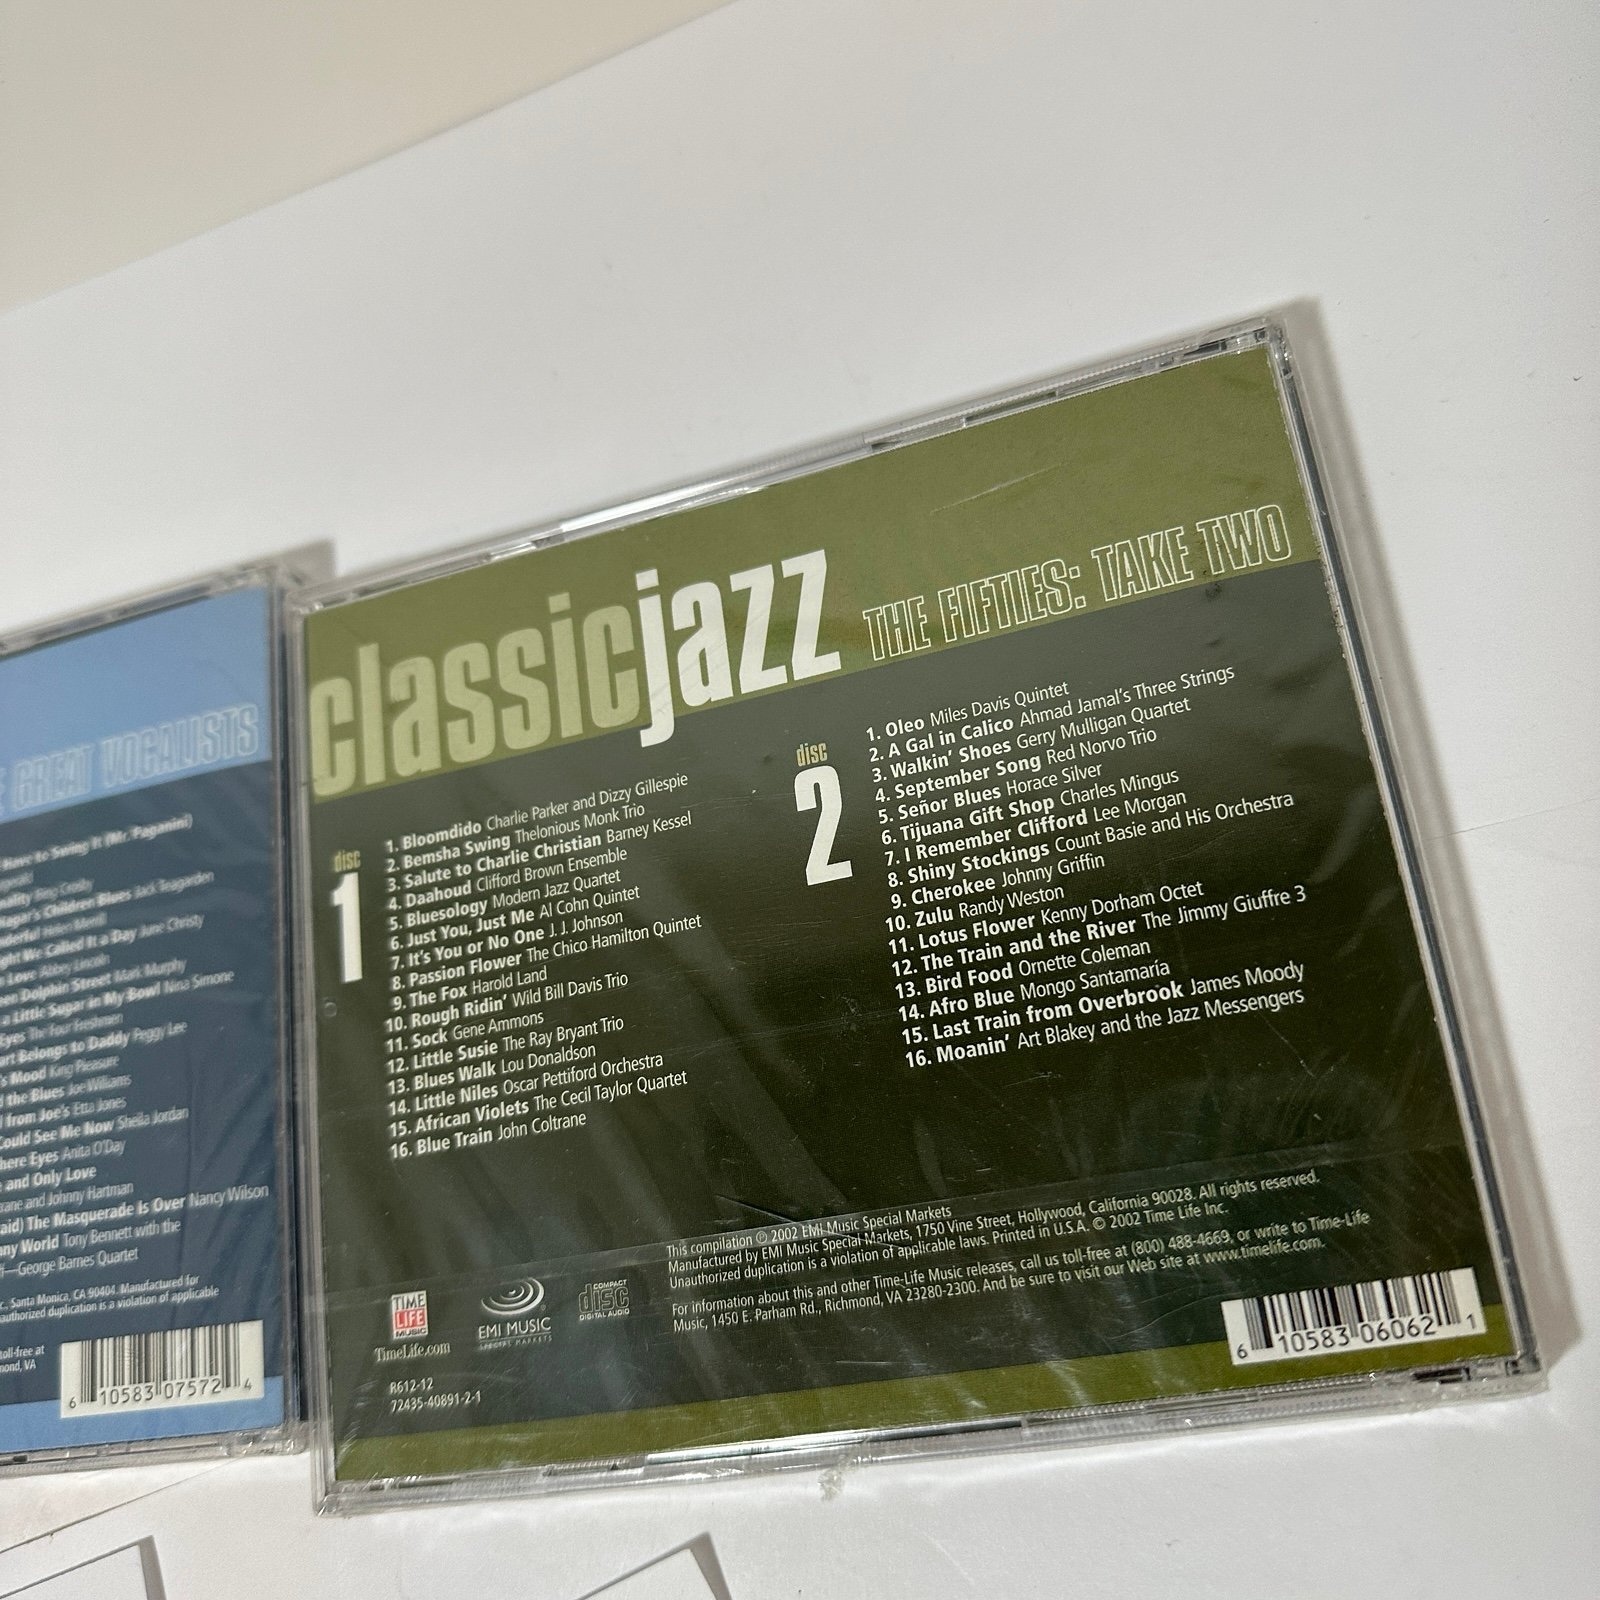 GREAT VOCALISTS
Have to Swing It (Mr. Paganini)
Bing Crosby
Children Blues Jack Teagarden
Helen Merrill
We Called It a Day June Christy
Love Abbey Lincoln
Dolphin Street Mark Murphy
a Little Sugar in My Bowl Nina Simone
Eyes The Four Freshmen
Belongs to Daddy Peggy Lee
Mood King Pleasure
the Blues Joe Williams
from Joe's Etta Jones
Could See Me Now Sheila Jordan
Eyes Anita O'Day
and Only Love
and Johnny Hartman
The Masquerade Is Over Nancy Wilson
World Tony Bennett with the
George Barnes Quartet
Santa Monica, CA 90404. Manufactured for
duplication is a violation of applicable
toll-free at
VA
6 10583 07572 4
classicjazz THE FIFTIES: TAKE TWO
disc
1
1. Bloomdido Charlie Parker and Dizzy Gillespie
2. Bemsha Swing Thelonious Monk Trio
3. Salute to Charlie Christian Barney Kessel
4. Daahoud Clifford Brown Ensemble
5. Bluesology Modern Jazz Quartet
6. Just You, Just Me Al Cohn Quintet
7. It's You or No One J. J. Johnson
8. Passion Flower The Chico Hamilton Quintet
9. The Fox Harold Land
10. Rough Ridin' Wild Bill Davis Trio
11. Sock Gene Ammons
12. Little Susie The Ray Bryant Trio
13. Blues Walk Lou Donaldson
14. Little Niles Oscar Pettiford Orchestra
15. African Violets The Cecil Taylor Quartet
16. Blue Train John Coltrane
disc
2
1. Oleo Miles Davis Quintet
2. A Gal in Calico Ahmad Jamal's Three Strings
3. Walkin' Shoes Gerry Mulligan Quartet
4. September Song Red Norvo Trio
5. Señor Blues Horace Silver
6. Tijuana Gift Shop Charles Mingus
7. I Remember Clifford Lee Morgan
8. Shiny Stockings Count Basie and His Orchestra
9. Cherokee Johnny Griffin
10. Zulu Randy Weston
11. Lotus Flower Kenny Dorham Octet
12. The Train and the River The Jimmy Giuffre 3
13. Bird Food Ornette Coleman
14. Afro Blue Mongo Santamaría
15. Last Train from Overbrook James Moody
16. Moanin' Art Blakey and the Jazz Messengers
This compilation ℗ 2002 EMI Music Special Markets
Manufactured by EMI Music Special Markets, 1750 Vine Street, Hollywood, California 90028. All rights reserved.
Unauthorized duplication is a violation of applicable laws. Printed in U.S.A. © 2002 Time Life Inc.
For information about this and other Time-Life Music releases, call us toll-free at (800) 488-4669, or write to Time-Life
Music, 1450 E. Parham Rd., Richmond, VA 23280-2300. And be sure to visit our Web site at www.timelife.com.
TIME
LIFE
MUSIC
TimeLife.com
EMI MUSIC
SPECIAL MARKETS
COMPACT
disc
DIGITAL AUDIO
R612-12
72435-40891-2-1
6 10583 06062 1